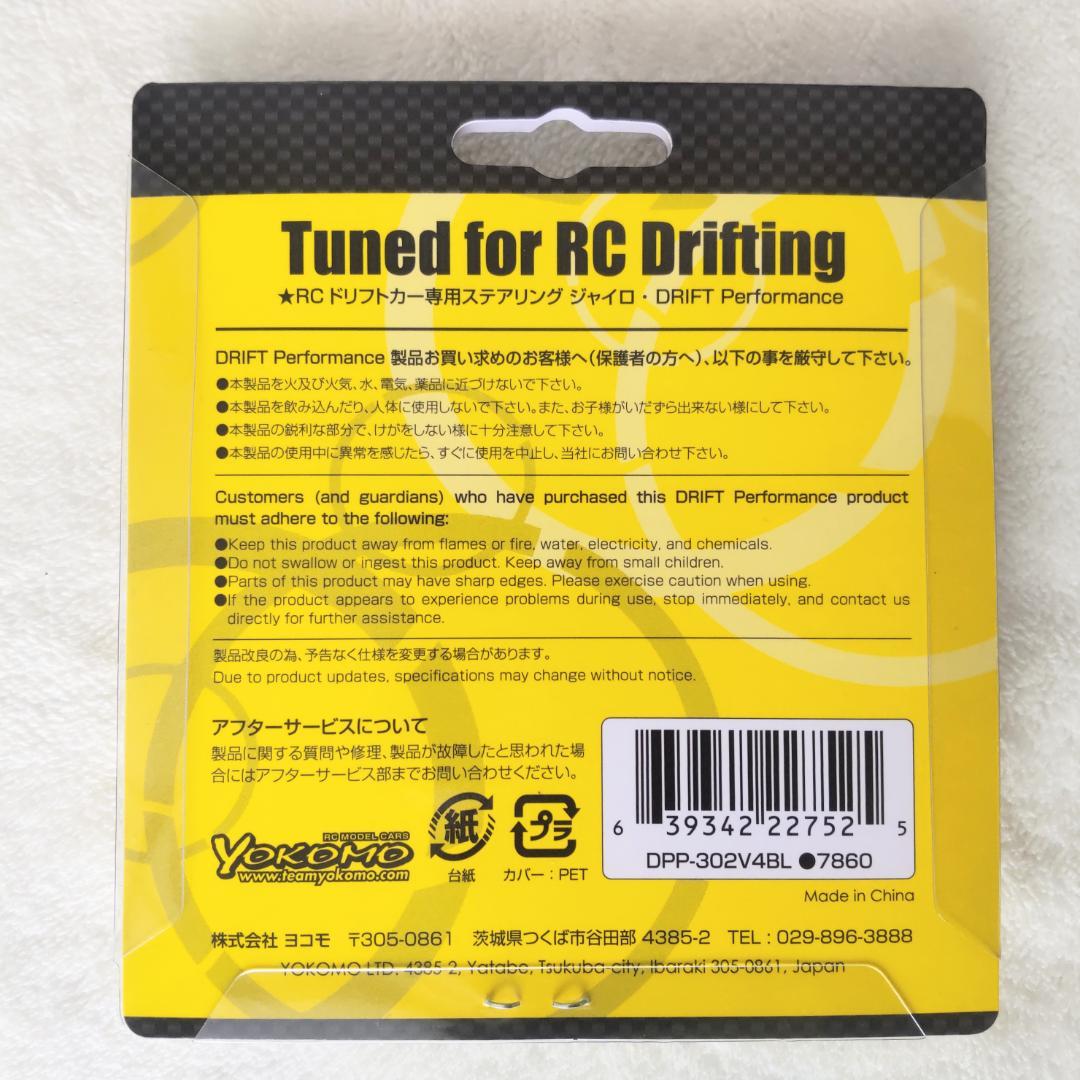 Tuned for RC Drifting
★RCドリフトカー専用ステアリング ジャイロ・DRIFT Performance
DRIFT Performance 製品お買い求めのお客様へ(保護者の方へ)、以下の事を厳守して下さい。
●本製品を火及び火気、水、電気、薬品に近づけないで下さい。
●本製品を飲み込んだり、人体に使用しないで下さい。また、お子様がいだずら出来ない様にして下さい。
●本製品の鋭利な部分で、けがをしない様に十分注意して下さい。
●本製品の使用中に異常を感じたら、すぐに使用を中止し、当社にお問い合わせ下さい。
Customers (and guardians) who have purchased this DRIFT Performance product
must adhere to the following:
●Keep this product away from flames or fire, water, electricity, and chemicals.
●Do not swallow or ingest this product. Keep away from small children.
●Parts of this product may have sharp edges. Please exercise caution when using.
●If the product appears to experience problems during use, stop immediately, and contact us
directly for further assistance.
製品改良の為、予告なく仕様を変更する場合があります。
Due to product updates, specifications may change without notice.
アフターサービスについて
製品に関する質問や修理、製品が故障したと思われた場
合にはアフターサービス部までお問い合わせください。
RC MODEL CARS
YOKOMO
www.teamyokomo.com
紙
台紙
プラ
カバー：PET
6 39342 22752 5
DPP-302V4BL ●7860
Made in China
株式会社 ヨコモ 〒305-0861 茨城県つくば市谷田部 4385-2 TEL : 029-896-3888
YOKOMO LTD. 4385-2, Yatabe, Tsukuba-city, Ibaraki 305-0861, Japan